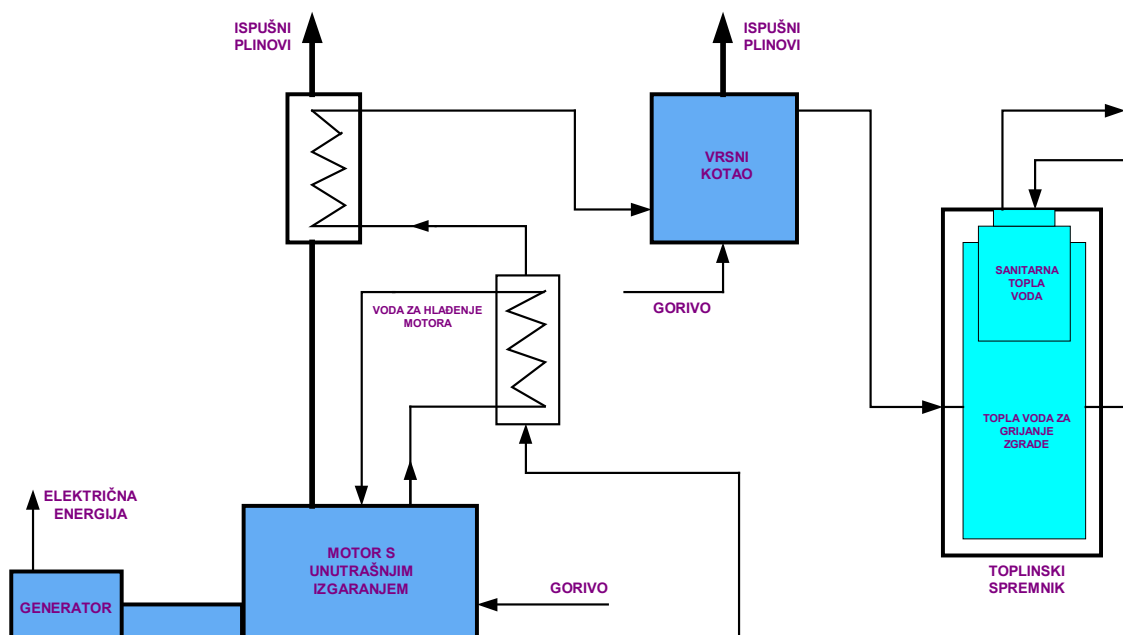 ISPUŠNI
PLINOVI
ISPUŠNI
PLINOVI
VRSNI
KOTAO
SANITARNA
TOPLA
VODA
VODA ZA HLAĐENJE
MOTORA
GORIVO
TOPLA VODA ZA
GRIJANJE
ZGRADE
ELEKTRIČNA
ENERGIJA
MOTOR S
UNUTRAŠNJIM
IZGARANJEM
GORIVO
TOPLINSKI
SPREMNIK
GENERATOR